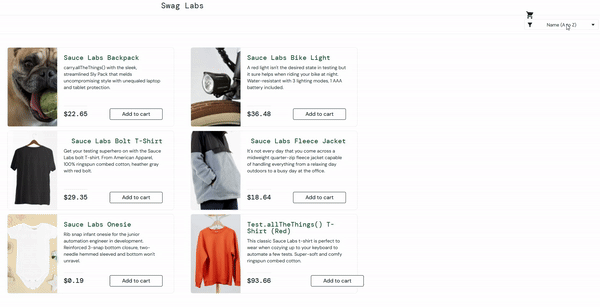 Swag Labs
Name (A to Z)
Sauce Labs Backpack
carry.allTheThings() with the sleek,
streamlined Sly Pack that melds
uncompromising style with unequaled laptop
and tablet protection.
$22.65
Add to cart
Sauce Labs Bike Light
A red light isn't the desired state in testing but
it sure helps when riding your bike at night.
Water-resistant with 3 lighting modes, 1 AAA
battery included.
$36.48
Add to cart
Sauce Labs Bolt T-Shirt
Get your testing superhero on with the Sauce
Labs bolt T-shirt. From American Apparel,
100% ringspun combed cotton, heather gray
with red bolt.
$29.35
Add to cart
Sauce Labs Fleece Jacket
It's not every day that you come across a
midweight quarter-zip fleece jacket capable
of handling everything from a relaxing day
outdoors to a busy day at the office.
$18.64
Add to cart
Sauce Labs Onesie
Rib snap infant onesie for the junior
automation engineer in development.
Reinforced 3-snap bottom closure, two-
needle hemmed sleeved and bottom won't
unravel.
$0.19
Add to cart
Test.allTheThings() T-
Shirt (Red)
This classic Sauce Labs t-shirt is perfect to
wear when cozying up to your keyboard to
automate a few tests. Super-soft and comfy
ringspun combed cotton.
$93.66
Add to cart